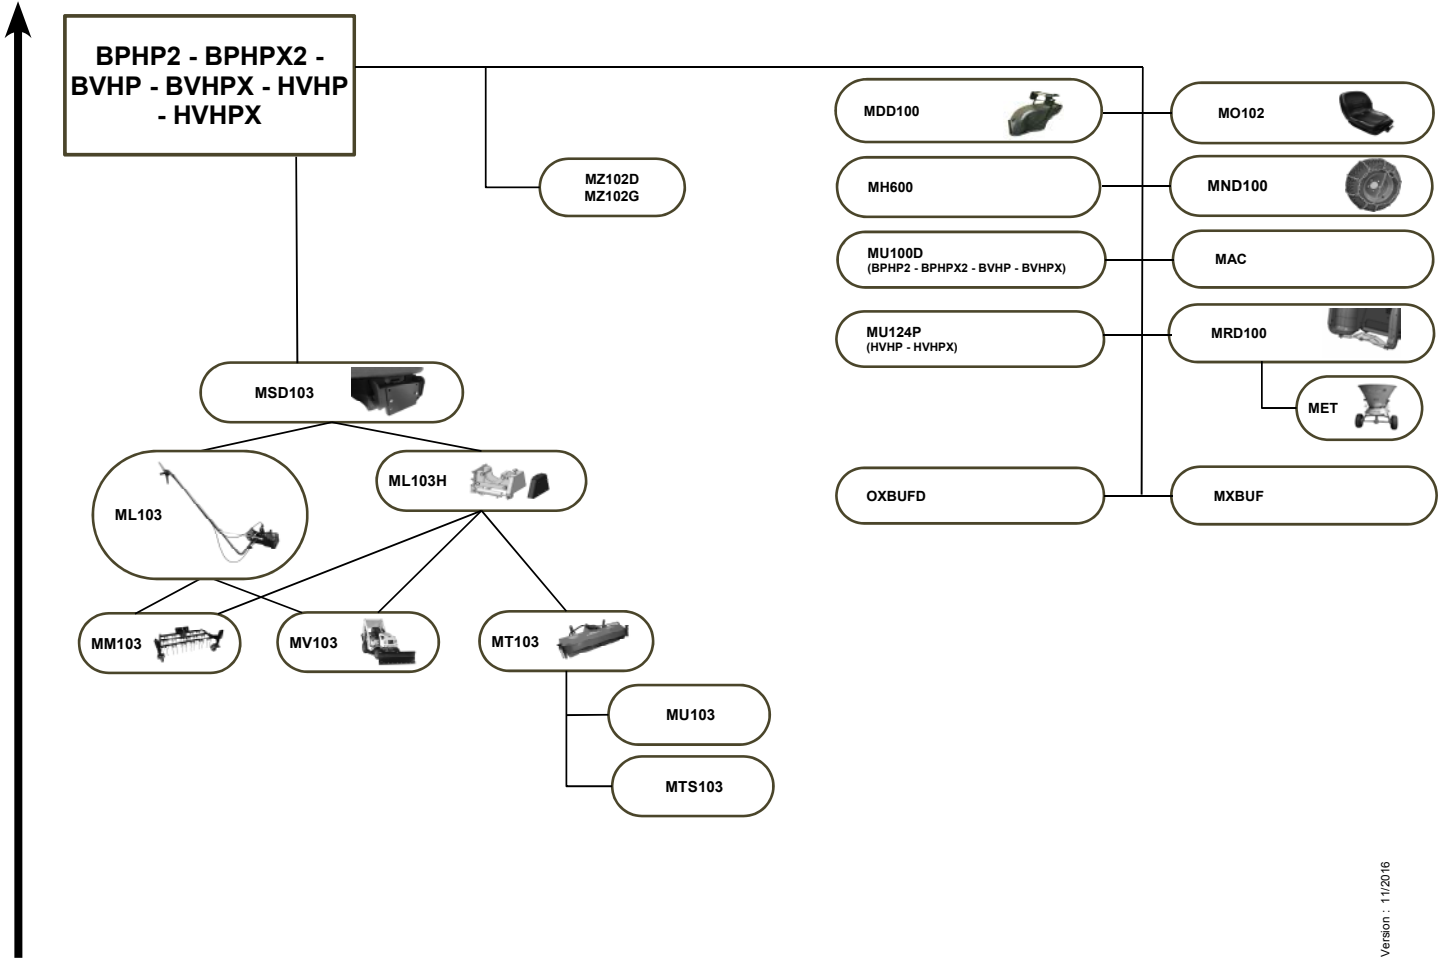 BPHP2 - BPHPX2 -
BVHP - BVHPX - HVHP
- HVHPX
MZ102D
MZ102G
MDD100
MO102
MH600
MND100
MU100D
(BPHP2 - BPHPX2 - BVHP - BVHPX)
MAC
MU124P
(HVHP - HVHPX)
MRD100
MET
OXBUFD
MXBUF
MSD103
ML103
ML103H
MM103
MV103
MT103
MU103
MTS103
Version : 11/2016